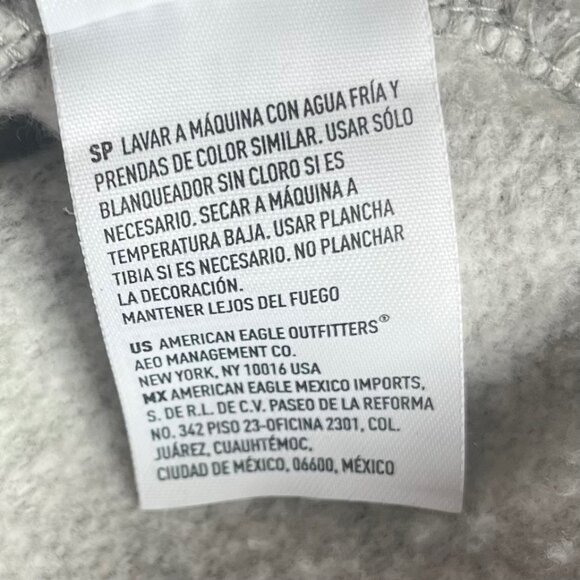 SP LAVAR A MÁQUINA CON AGUA FRÍA Y
PRENDAS DE COLOR SIMILAR. USAR SÓLO
BLANQUEADOR SIN CLORO SI ES
NECESARIO. SECAR A MÁQUINA A
TEMPERATURA BAJA. USAR PLANCHA
TIBIA SI ES NECESARIO. NO PLANCHAR
LA DECORACIÓN.
MANTENER LEJOS DEL FUEGO
US AMERICAN EAGLE OUTFITTERS®
AEO MANAGEMENT CO.
NEW YORK, NY 10016 USA
MX AMERICAN EAGLE MEXICO IMPORTS,
S. DE R.L. DE C.V. PASEO DE LA REFORMA
NO. 342 PISO 23-OFICINA 2301, COL.
JUÁREZ, CUAUHTÉMOC,
CIUDAD DE MÉXICO, 06600, MÉXICO